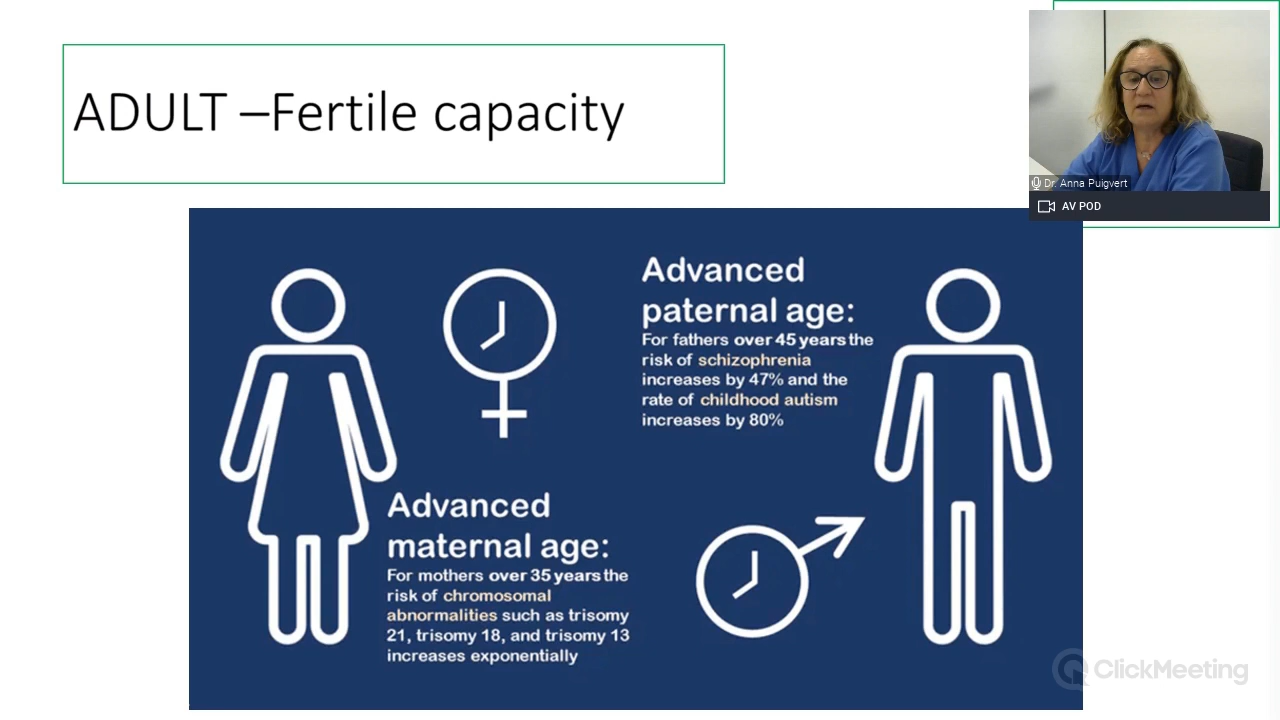 ADULT –Fertile capacity
Dr. Anna Puigvert
AV POD
Advanced
paternal age:
For fathers over 45 years the
risk of schizophrenia
increases by 47% and the
rate of childhood autism
increases by 80%
Advanced
maternal age:
For mothers over 35 years the
risk of chromosomal
abnormalities such as trisomy
21, trisomy 18, and trisomy 13
increases exponentially
ClickMeeting